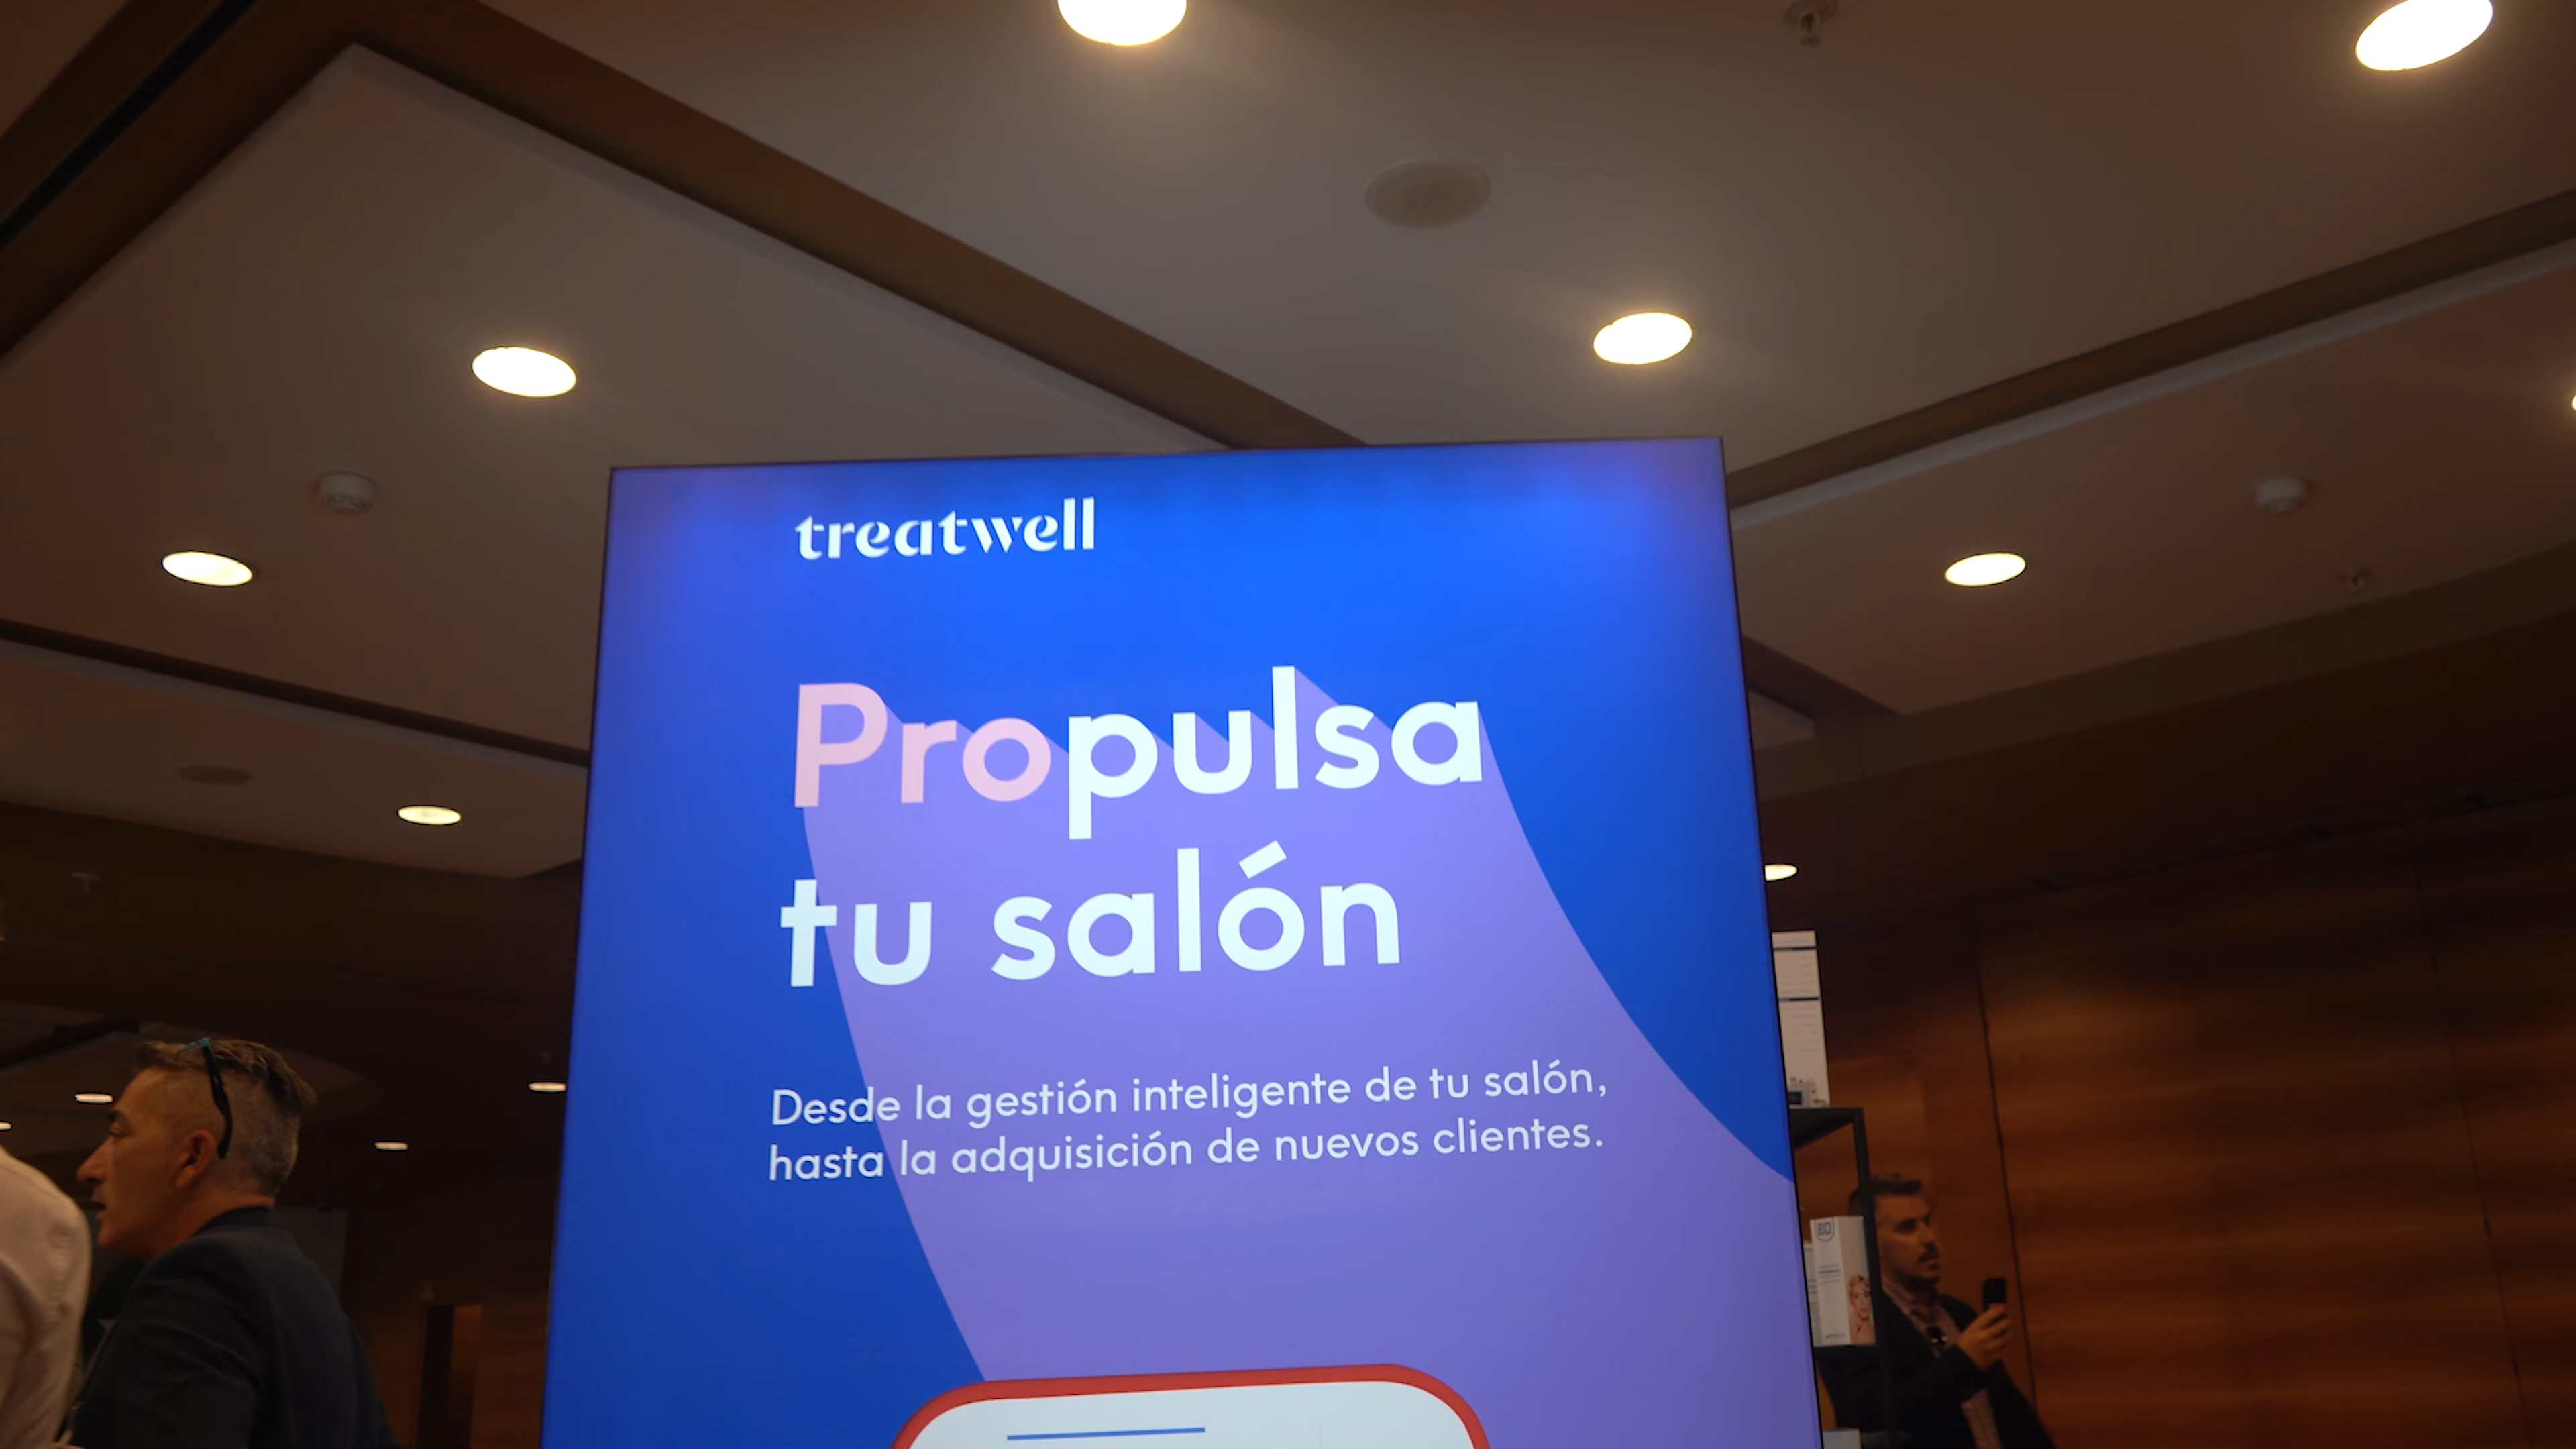 treatwell
Propulsa
tu salón
Desde la gestión inteligente de tu salón,
hasta la adquisición de nuevos clientes.